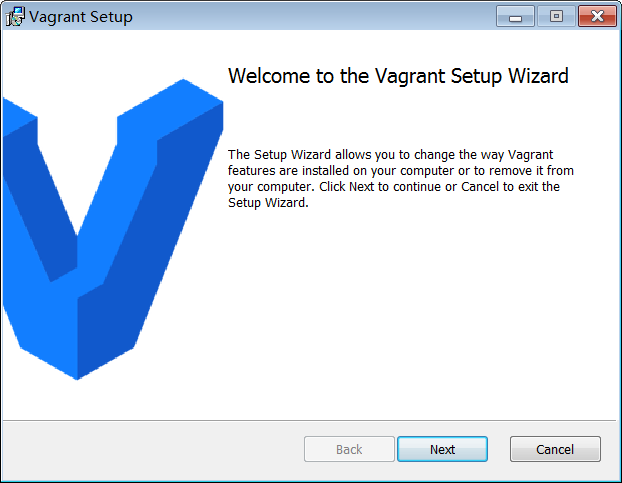 Vagrant Setup
Welcome to the Vagrant Setup Wizard
The Setup Wizard allows you to change the way Vagrant
features are installed on your computer or to remove it from
your computer. Click Next to continue or Cancel to exit the
Setup Wizard.
Back
Next
Cancel